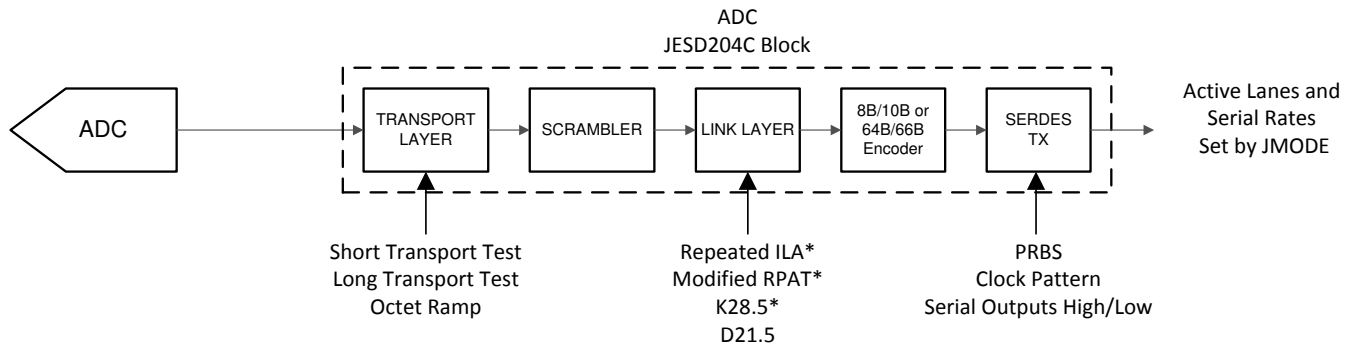 ADC
JESD204C Block
ADC
TRANSPORT
LAYER
SCRAMBLER
LINK LAYER
8B/10B or
64B/66B
Encoder
SERDES
TX
Active Lanes and
Serial Rates
Set by JMODE
Short Transport Test
Long Transport Test
Octet Ramp
Repeated ILA*
Modified RPAT*
K28.5*
D21.5
PRBS
Clock Pattern
Serial Outputs High/Low